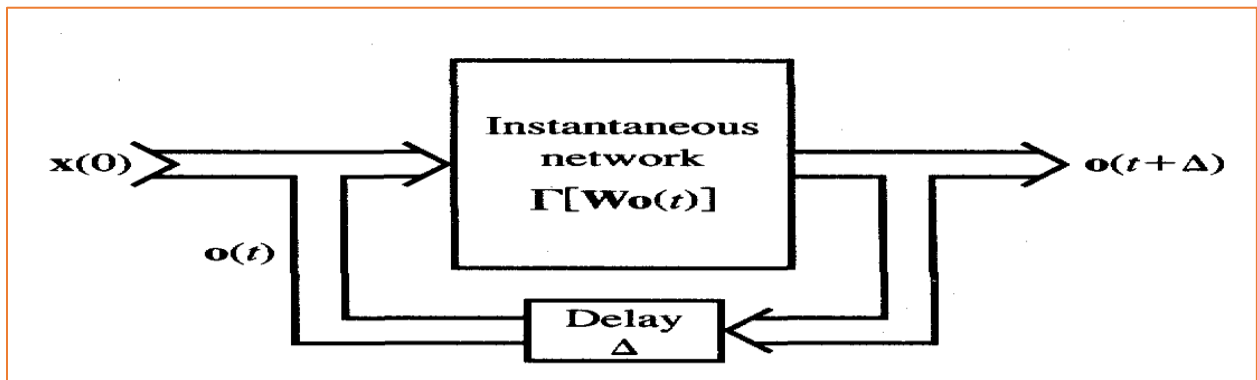 Instantaneous
network
Γ[Wo(t)]
x(0)
o(t + Δ)
o(t)
Delay
Δ